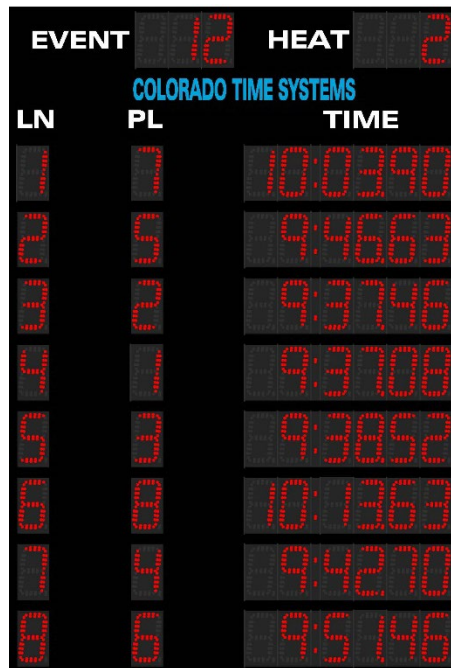 EVENT 12 HEAT 2
COLORADO TIME SYSTEMS
LN PL TIME
1 7 10:03.90
2 5 9:46.63
3 2 9:37.46
4 1 9:37.08
5 3 9:38.52
6 8 10:13.63
7 4 9:42.70
8 6 9:51.46